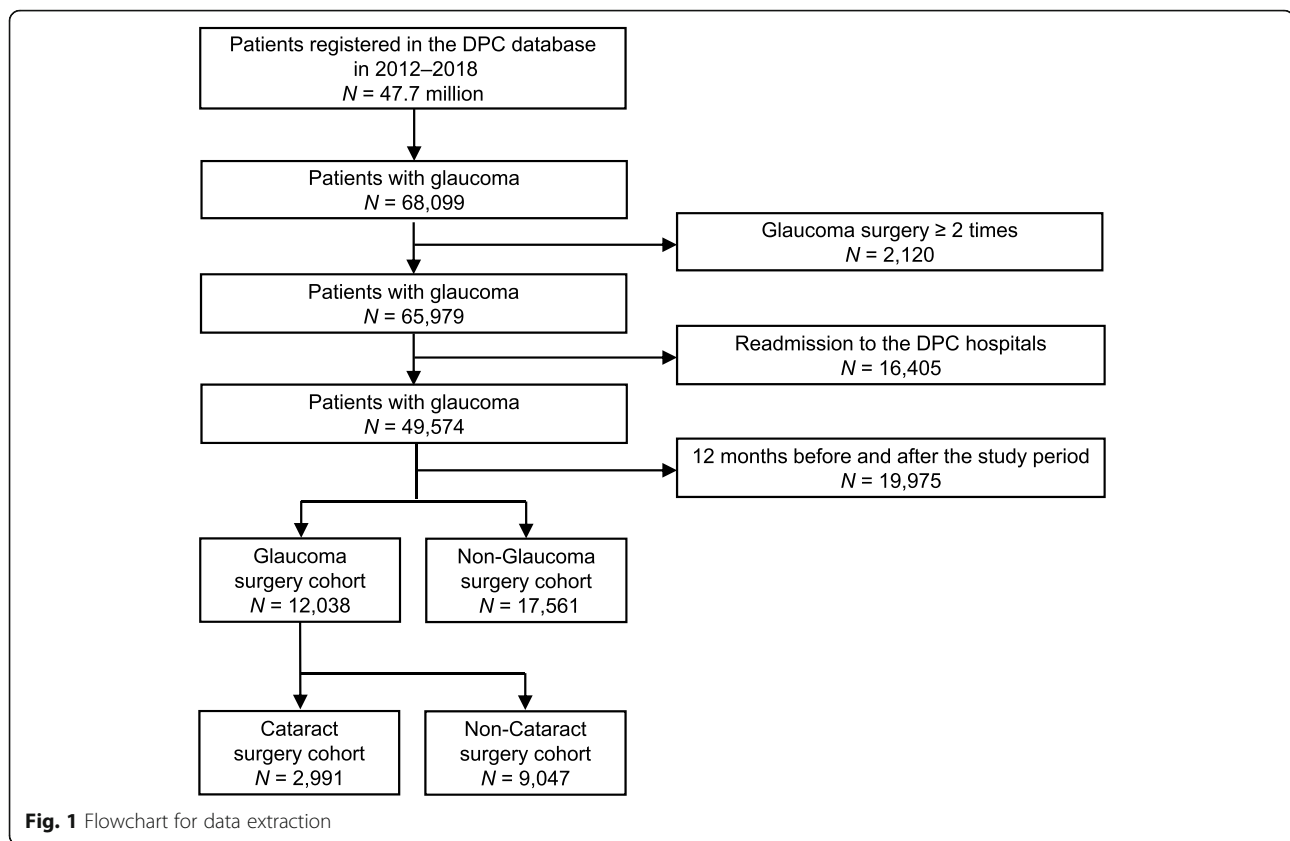 Patients registered in the DPC database
in 2012–2018
N = 47.7 million
Patients with glaucoma
N = 68,099
Glaucoma surgery ≥ 2 times
N = 2,120
Patients with glaucoma
N = 65,979
Readmission to the DPC hospitals
N = 16,405
Patients with glaucoma
N = 49,574
12 months before and after the study period
N = 19,975
Glaucoma
surgery cohort
N = 12,038
Non-Glaucoma
surgery cohort
N = 17,561
Cataract
surgery cohort
N = 2,991
Non-Cataract
surgery cohort
N = 9,047
Fig. 1 Flowchart for data extraction